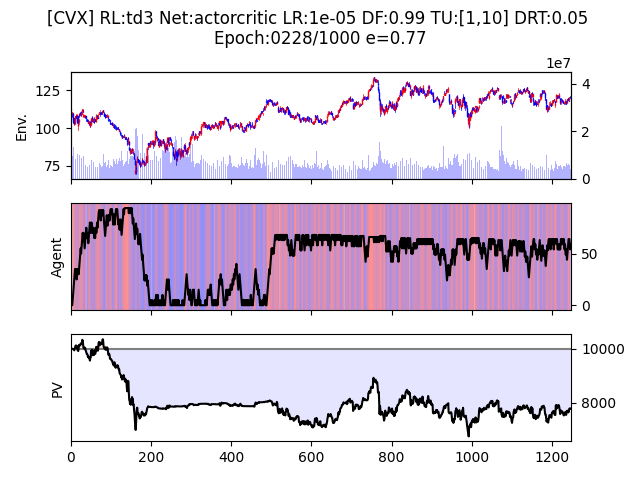 [CVX] RL:td3 Net:actorcritic LR:1e-05 DF:0.99 TU:[1,10] DRT:0.05
Epoch:0228/1000 e=0.77
1e7
125
100
75
Env.
4
2
0
Agent
50
0
PV
10000
8000
0 200 400 600 800 1000 1200